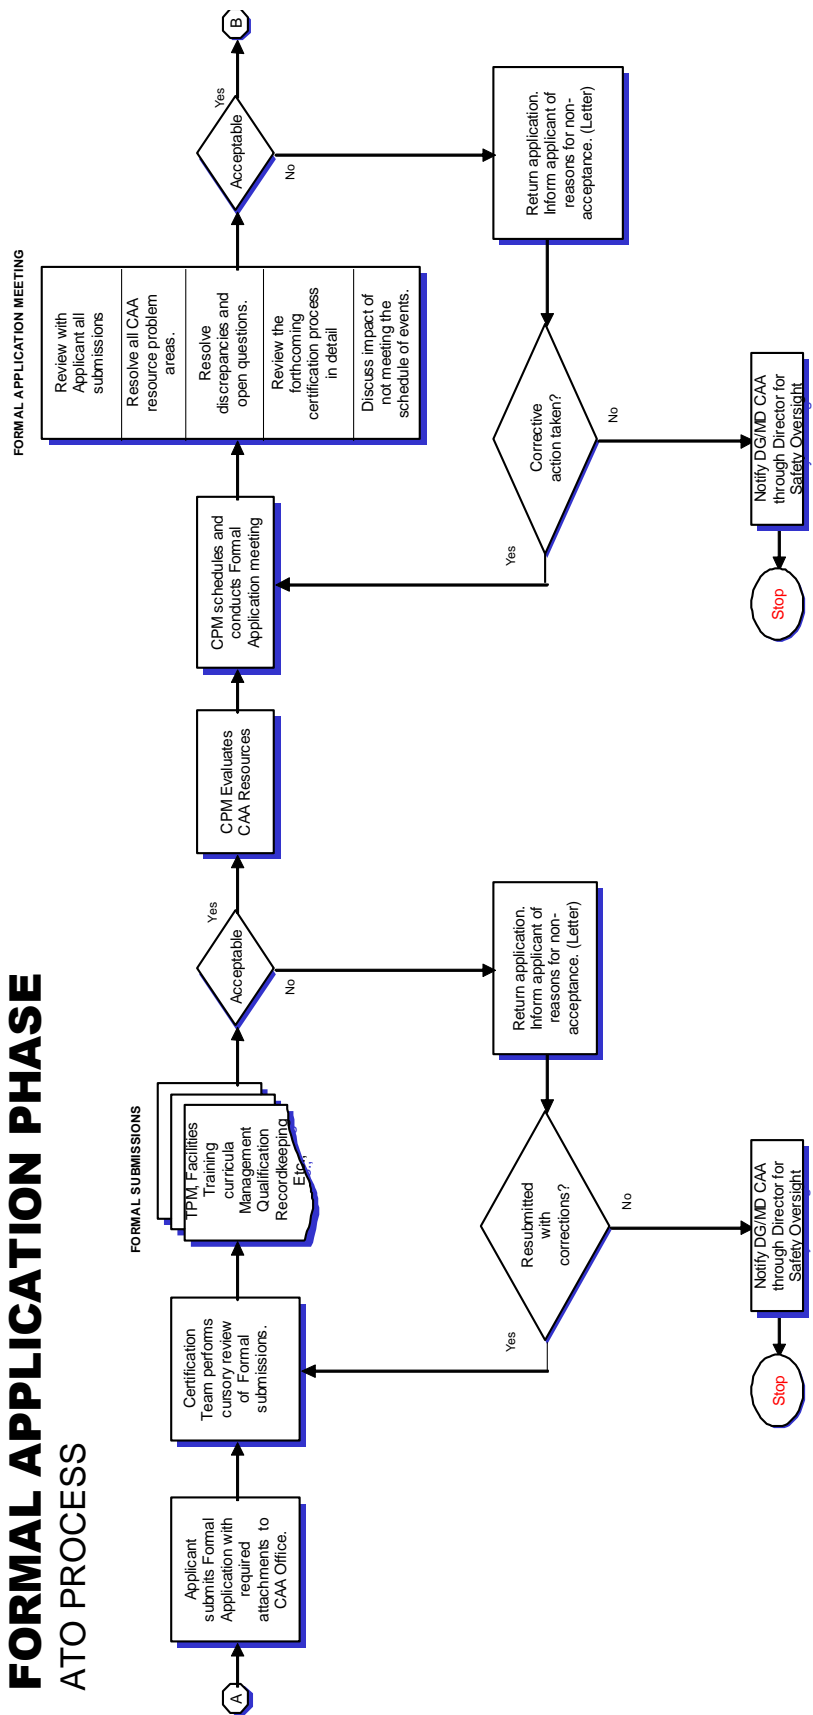 FORMAL APPLICATION PHASE
ATO PROCESS
A
Applicant
submits Formal
Application with
required
attachments to
CAA Office.
Certification
Team performs
cursory review
of Formal
submissions.
FORMAL SUBMISSIONS
TPM, Facilities
Training
curricula
Management
Qualification
Recordkeeping
Etc.,
Acceptable
Yes
No
CPM Evaluates
CAA Resources
CPM schedules and
conducts Formal
Application meeting
FORMAL APPLICATION MEETING
Review with
Applicant all
submissions
Resolve all CAA
resource problem
areas.
Resolve
discrepancies and
open questions.
Review the
forthcoming
certification process
in detail
Discuss impact of
not meeting the
schedule of events.
Acceptable
Yes
No
B
Return application.
Inform applicant of
reasons for non-
acceptance. (Letter)
Resubmitted
with
corrections?
Yes
No
Notify DG/MD CAA
through Director for
Safety Oversight
Stop
Return application.
Inform applicant of
reasons for non-
acceptance. (Letter)
Corrective
action taken?
Yes
No
Notify DG/MD CAA
through Director for
Safety Oversight
Stop